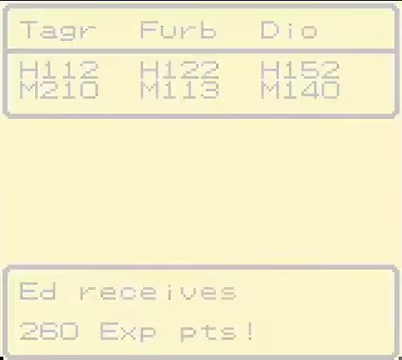 Tagr Furb Dio
H112 H122 H152
M210 M113 M140
Ed receives
260 Exp pts!